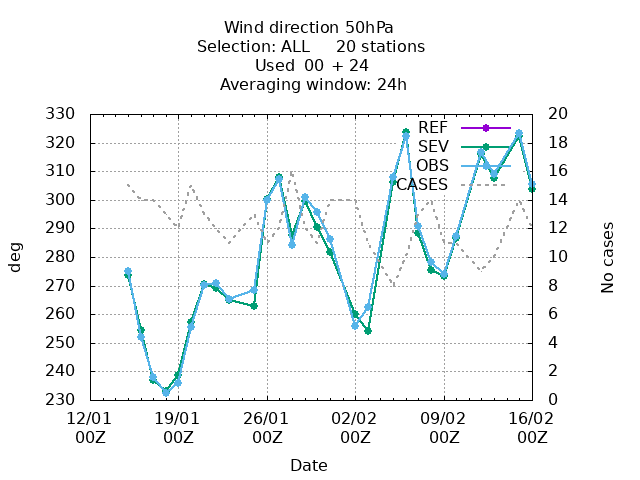 Wind direction 50hPa
Selection: ALL 20 stations
Used 00 + 24
Averaging window: 24h
330 20
320 REF 18
SEV
310 OBS 16
CASES
300 14
290 12
280 10
270 8
260 6
250 4
240 2
230 0
deg
No cases
12/01 19/01 26/01 02/02 09/02 16/02
00Z 00Z 00Z 00Z 00Z 00Z
Date